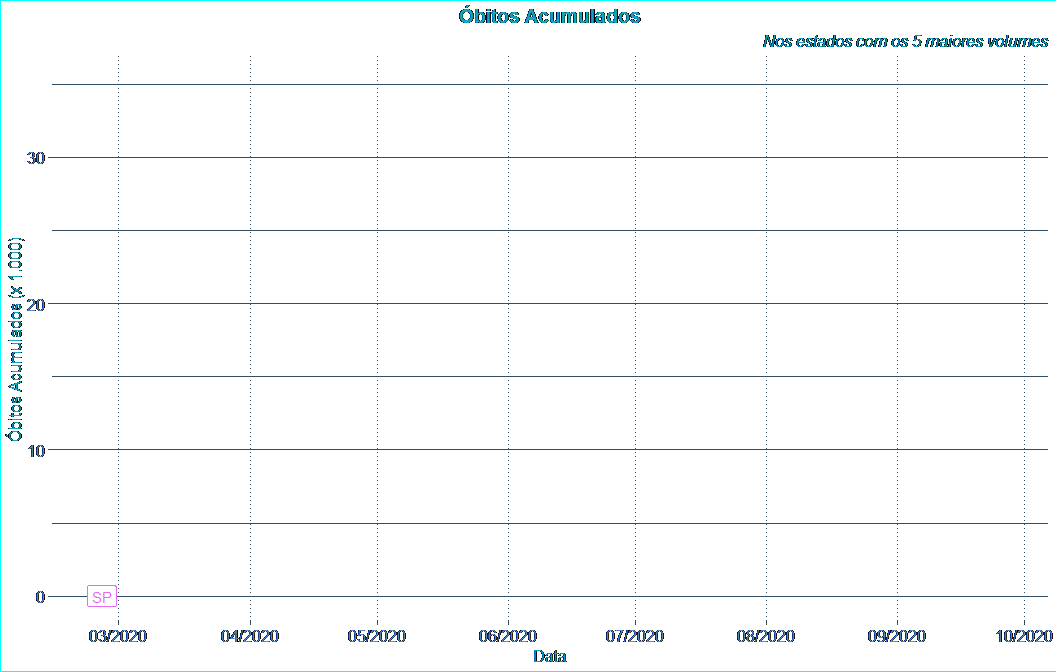 Óbitos Acumulados
Nos estados com os 5 maiores volumes
Óbitos Acumulados (x 1.000)
30
20
10
0
SP
03/2020 04/2020 05/2020 06/2020 07/2020 08/2020 09/2020 10/2020
Data